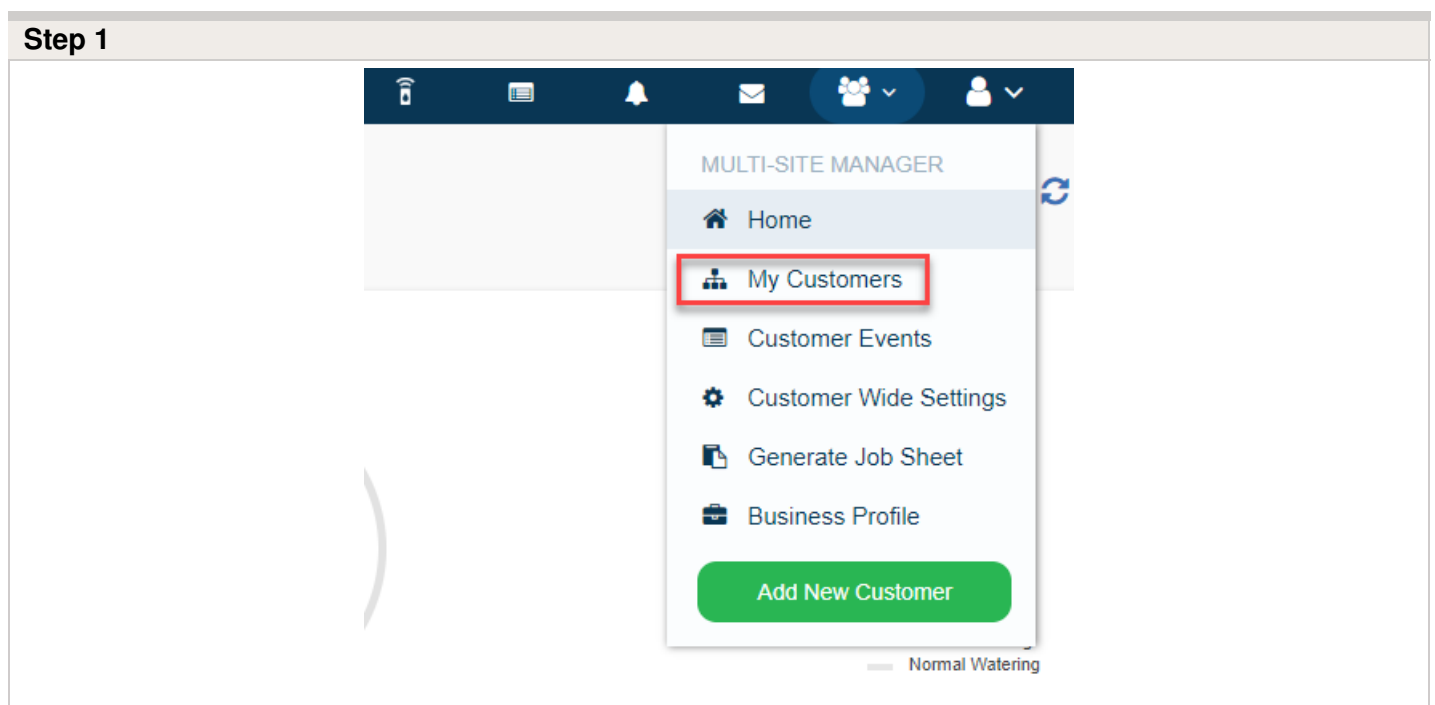 Step 1
MULTI-SITE MANAGER
Home
My Customers
Customer Events
Customer Wide Settings
Generate Job Sheet
Business Profile
Add New Customer
Normal Watering